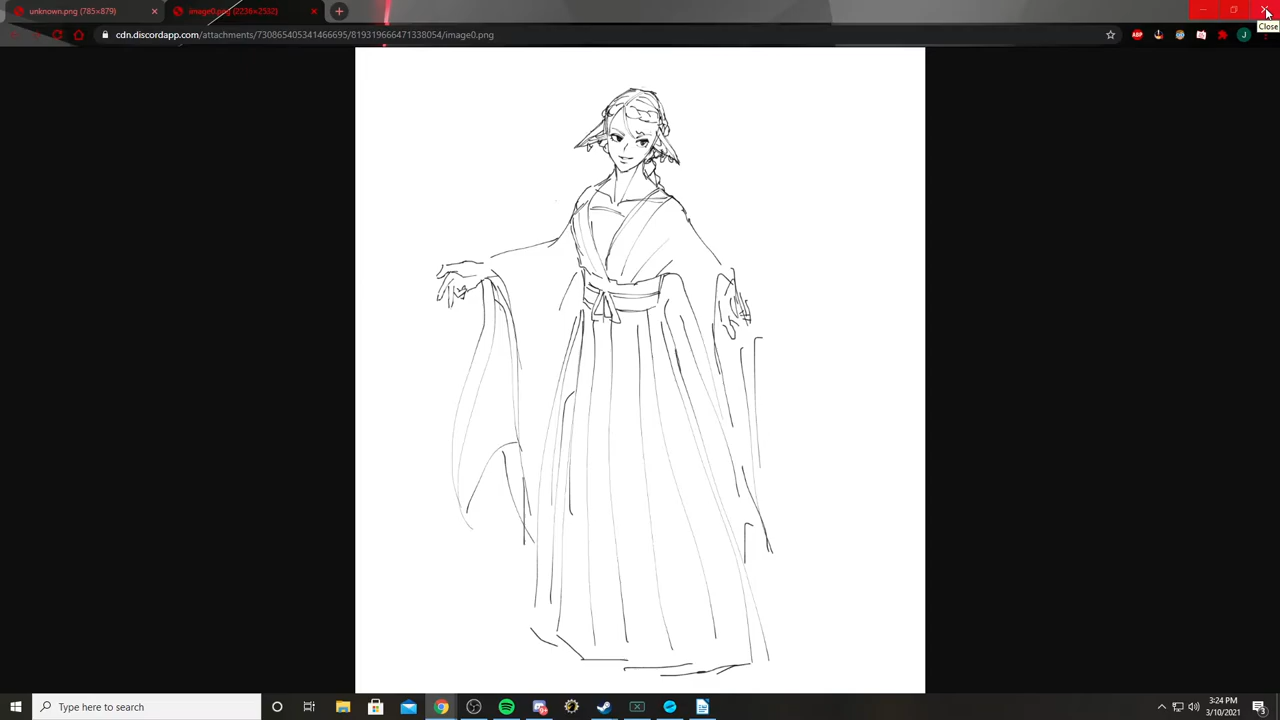 unknown.png (785×879)
image0.png (2236×2532)
Close
cdn.discordapp.com/attachments/730865405341466695/819319666471338054/image0.png
ABP
J
Type here to search
3:24 PM
3/10/2021